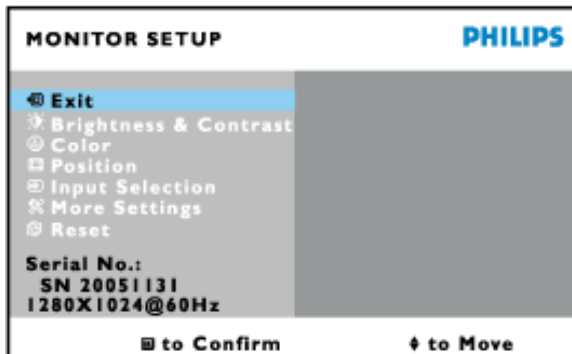 MONITOR SETUP
PHILIPS
Exit
Brightness & Contrast
Color
Position
Input Selection
More Settings
Reset
Serial No.:
SN 20051131
1280X1024@60Hz
to Confirm
to Move